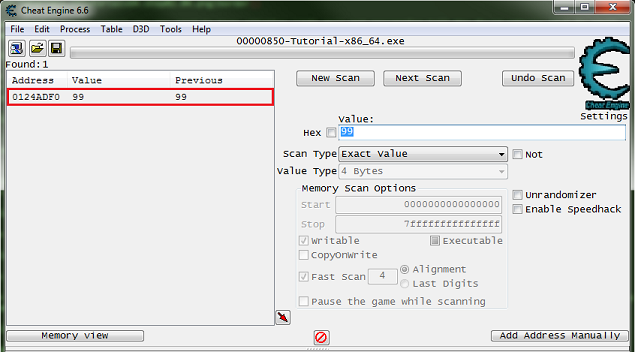 Cheat Engine 6.6
File Edit Process Table D3D Tools Help
00000850-Tutorial-x86_64.exe
Found:1
Address Value Previous
0124ADF0 99 99
New Scan Next Scan Undo Scan
Cheat Engine
Settings
Value:
Hex 99
Scan Type Exact Value Not
Value Type 4 Bytes
Memory Scan Options
Start 0000000000000000
Unrandomizer
Stop 7fffffffffffffff
Enable Speedhack
Writable Executable
CopyOnWrite
Fast Scan 4 Alignment
Last Digits
Pause the game while scanning
Memory view Add Address Manually